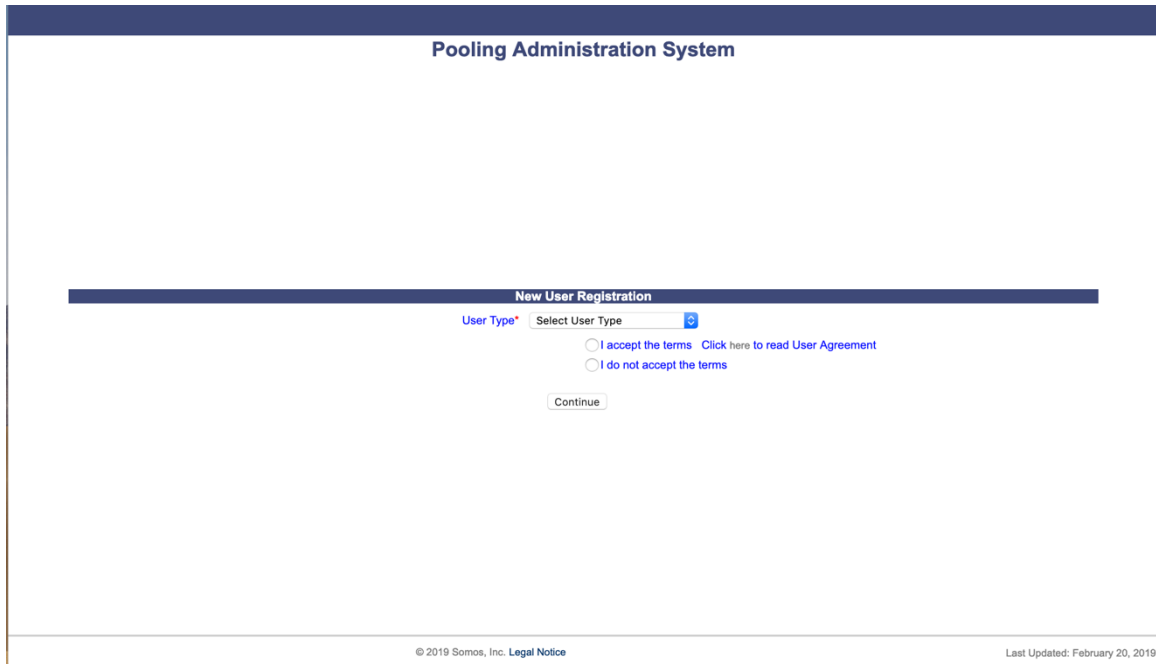 Pooling Administration System
New User Registration
User Type* Select User Type
I accept the terms Click here to read User Agreement
I do not accept the terms
Continue
© 2019 Somos, Inc. Legal Notice Last Updated: February 20, 2019